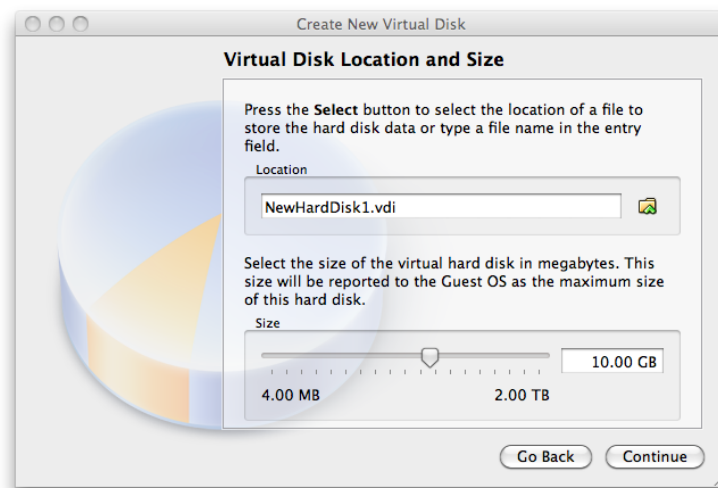 Create New Virtual Disk
Virtual Disk Location and Size
Press the Select button to select the location of a file to
store the hard disk data or type a file name in the entry
field.
Location
NewHardDisk1.vdi
Select the size of the virtual hard disk in megabytes. This
size will be reported to the Guest OS as the maximum size
of this hard disk.
Size
10.00 GB
4.00 MB 2.00 TB
Go Back Continue